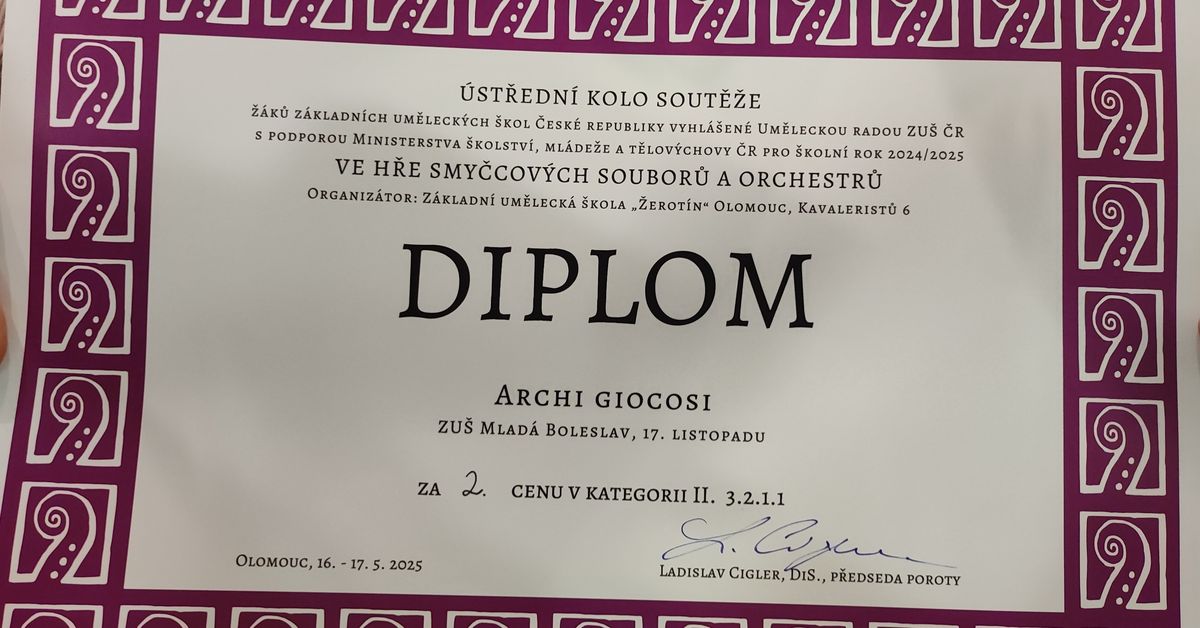 ÚSTŘEDNÍ KOLO SOUTĚŽE
ŽÁKŮ ZÁKLADNÍCH UMĚLECKÝCH ŠKOL ČESKÉ REPUBLIKY VYHLÁŠENÉ UMĚLECKOU RADOU ZUŠ ČR
S PODPOROU MINISTERSTVA ŠKOLSTVÍ, MLÁDEŽE A TĚLOVÝCHOVY ČR PRO ŠKOLNÍ ROK 2024/2025
VE HŘE SMYČCOVÝCH SOUBORŮ A ORCHESTRŮ
ORGANIZÁTOR: ZÁKLADNÍ UMĚLECKÁ ŠKOLA „ŽEROTÍN“ OLOMOUC, KAVALERISTŮ 6
DIPLOM
ARCHI GIOCOSI
ZUŠ MLADÁ BOLESLAV, 17. LISTOPADU
ZA 2. CENU V KATEGORII II. 3.2.1.1
L. Cigler
OLOMOUC, 16. - 17. 5. 2025
LADISLAV CIGLER, DIS., PŘEDSEDA POROTY